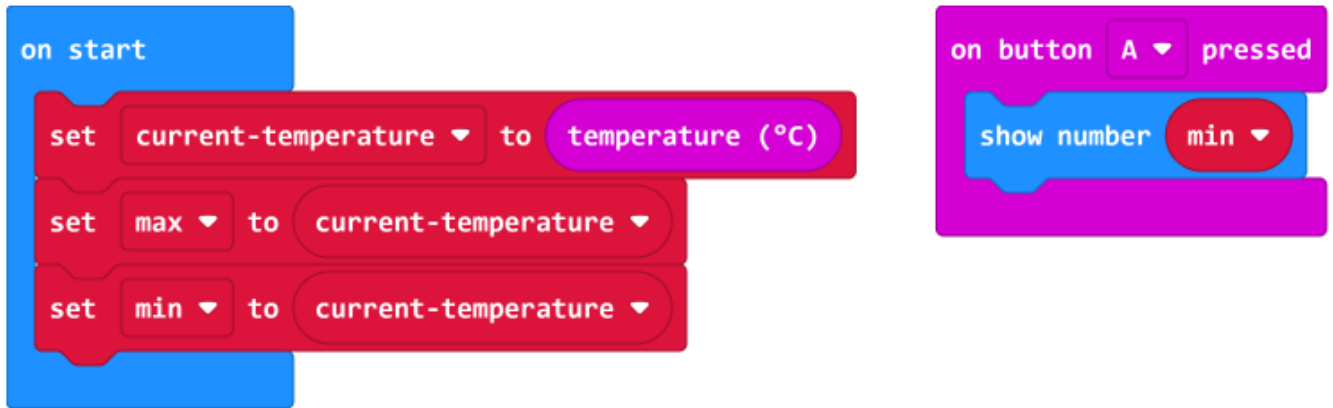 on start
set current-temperature to temperature (°C)
set max to current-temperature
set min to current-temperature
on button A pressed
show number min